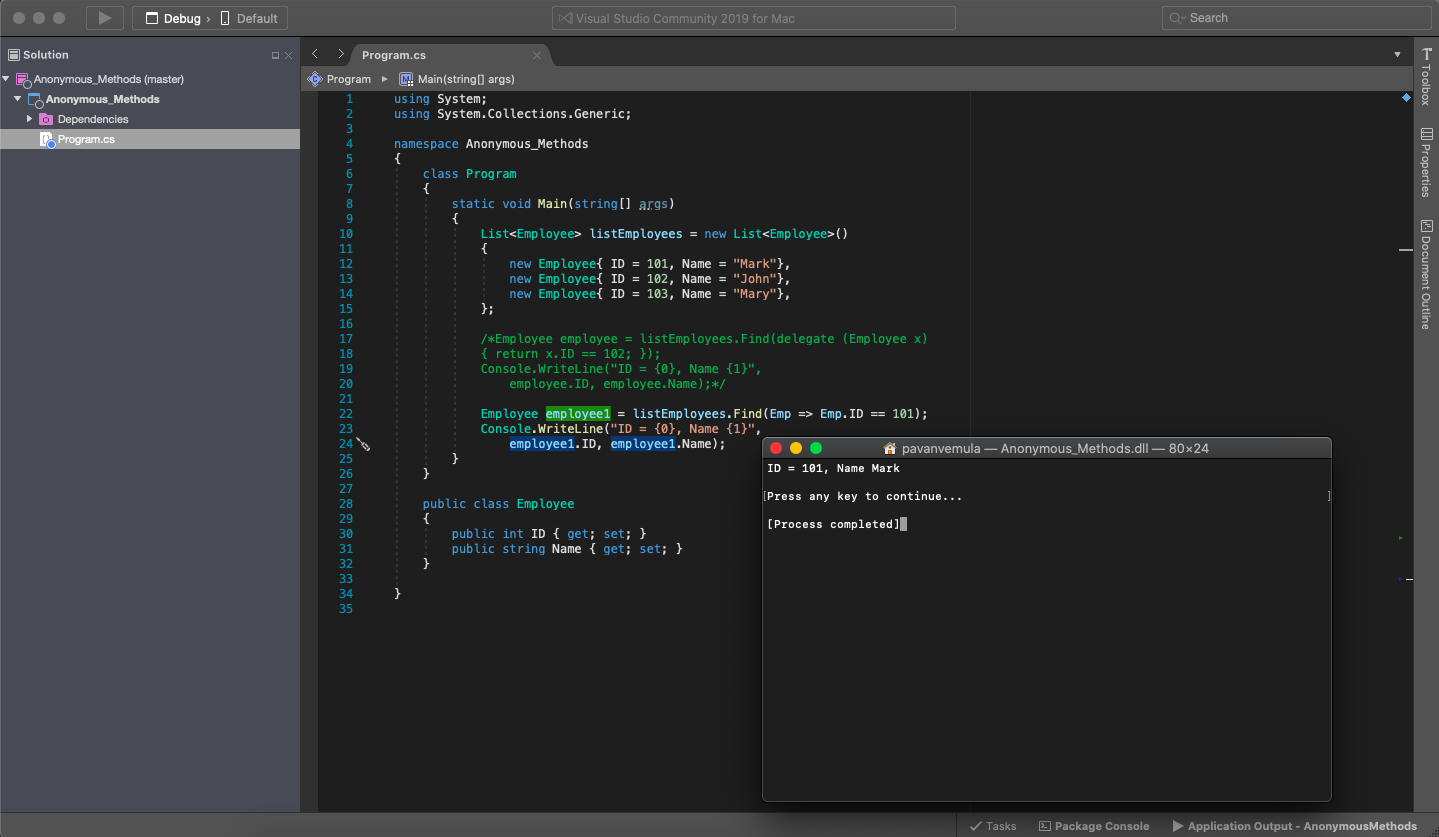 Debug › Default
Visual Studio Community 2019 for Mac
Search
Solution
Anonymous_Methods (master)
Anonymous_Methods
Dependencies
Program.cs
Program.cs
Program ▸ Main(string[] args)
1 using System;
2 using System.Collections.Generic;
3
4 namespace Anonymous_Methods
5 {
6 class Program
7 {
8 static void Main(string[] args)
9 {
10 List<Employee> listEmployees = new List<Employee>()
11 {
12 new Employee{ ID = 101, Name = "Mark"},
13 new Employee{ ID = 102, Name = "John"},
14 new Employee{ ID = 103, Name = "Mary"},
15 };
16
17 /*Employee employee = listEmployees.Find(delegate (Employee x)
18 { return x.ID == 102; });
19 Console.WriteLine("ID = {0}, Name {1}",
20 employee.ID, employee.Name);*/
21
22 Employee employee1 = listEmployees.Find(Emp => Emp.ID == 101);
23 Console.WriteLine("ID = {0}, Name {1}",
24 employee1.ID, employee1.Name);
25 }
26 }
27
28 public class Employee
29 {
30 public int ID { get; set; }
31 public string Name { get; set; }
32 }
33
34 }
35
pavanvemula — Anonymous_Methods.dll — 80×24
ID = 101, Name Mark
[Press any key to continue... ]
[Process completed]
Toolbox
Properties
Document Outline
Tasks
Package Console
Application Output - AnonymousMethods